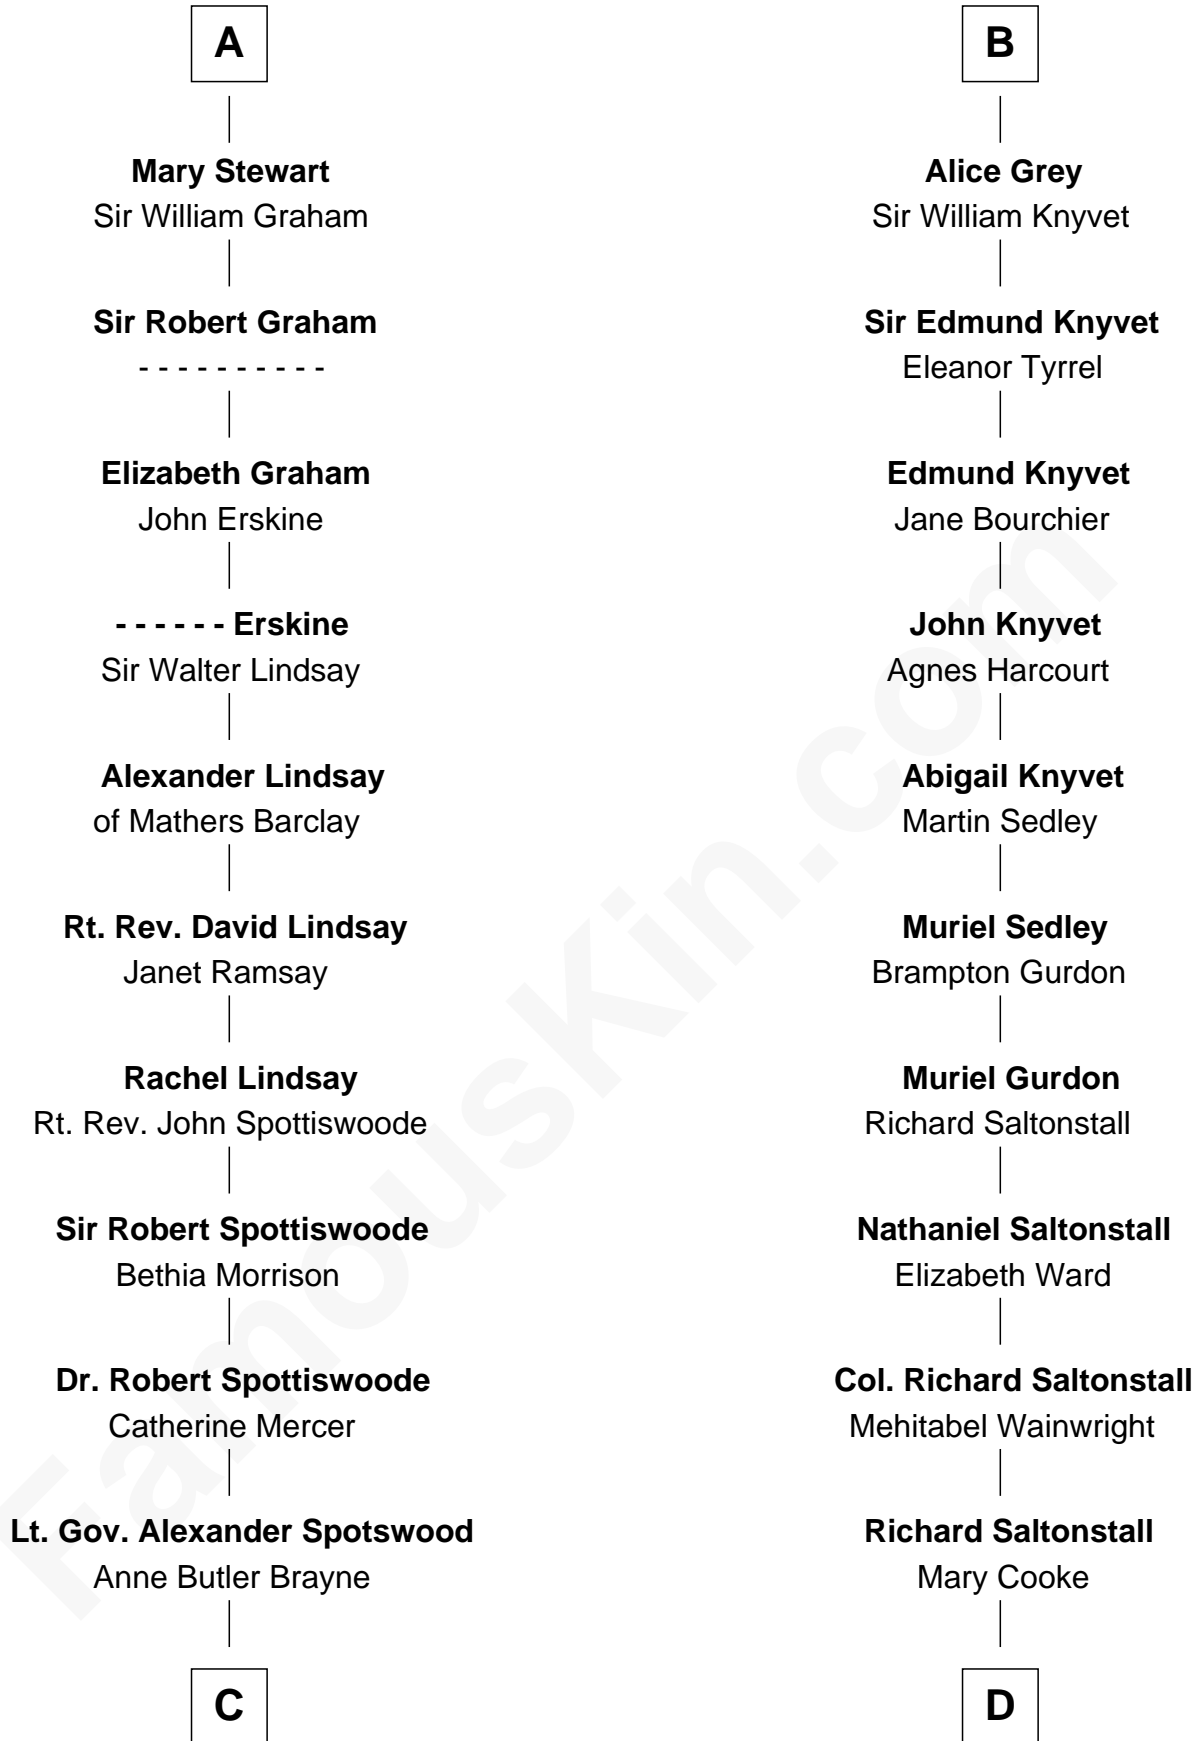 A
Mary Stewart
Sir William Graham
Sir Robert Graham
- - - - - - - - - -
Elizabeth Graham
John Erskine
- - - - - - Erskine
Sir Walter Lindsay
Alexander Lindsay
of Mathers Barclay
Rt. Rev. David Lindsay
Janet Ramsay
Rachel Lindsay
Rt. Rev. John Spottiswoode
Sir Robert Spottiswoode
Bethia Morrison
Dr. Robert Spottiswoode
Catherine Mercer
Lt. Gov. Alexander Spotswood
Anne Butler Brayne
C
B
Alice Grey
Sir William Knyvet
Sir Edmund Knyvet
Eleanor Tyrrel
Edmund Knyvet
Jane Bourchier
John Knyvet
Agnes Harcourt
Abigail Knyvet
Martin Sedley
Muriel Sedley
Brampton Gurdon
Muriel Gurdon
Richard Saltonstall
Nathaniel Saltonstall
Elizabeth Ward
Col. Richard Saltonstall
Mehitabel Wainwright
Richard Saltonstall
Mary Cooke
D
FamousKin.com